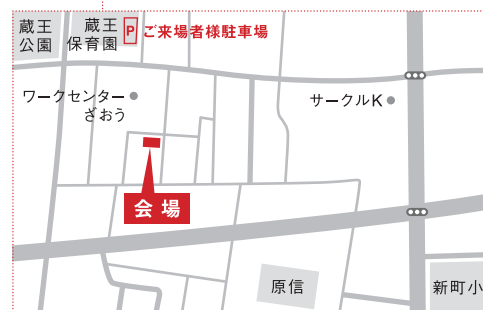 蔵王
公園
蔵王
保育園
P ご来場者様駐車場
ワークセンター
ざおう
サークルK
会場
原信
新町小